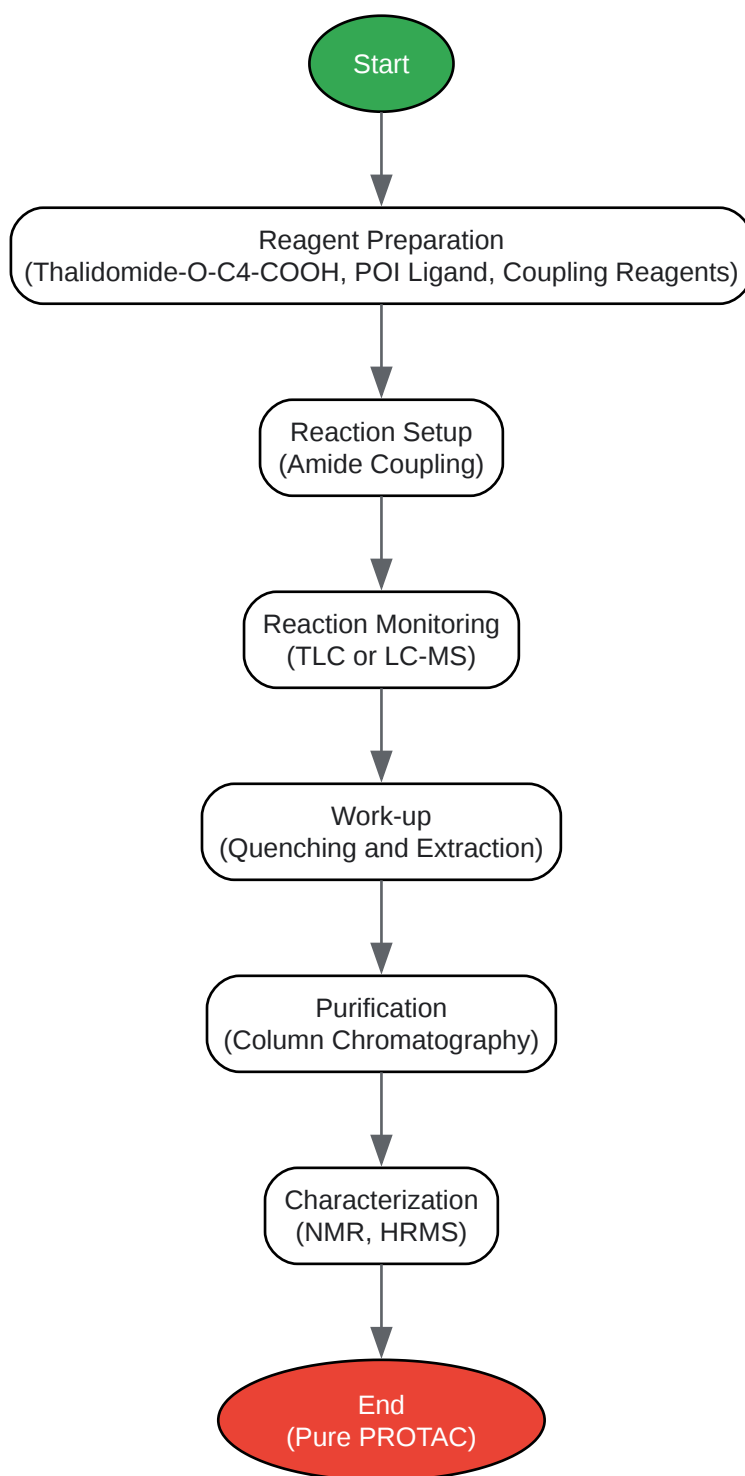 Start
Reagent Preparation
(Thalidomide-O-C4-COOH, POI Ligand, Coupling Reagents)
Reaction Setup
(Amide Coupling)
Reaction Monitoring
(TLC or LC-MS)
Work-up
(Quenching and Extraction)
Purification
(Column Chromatography)
Characterization
(NMR, HRMS)
End
(Pure PROTAC)